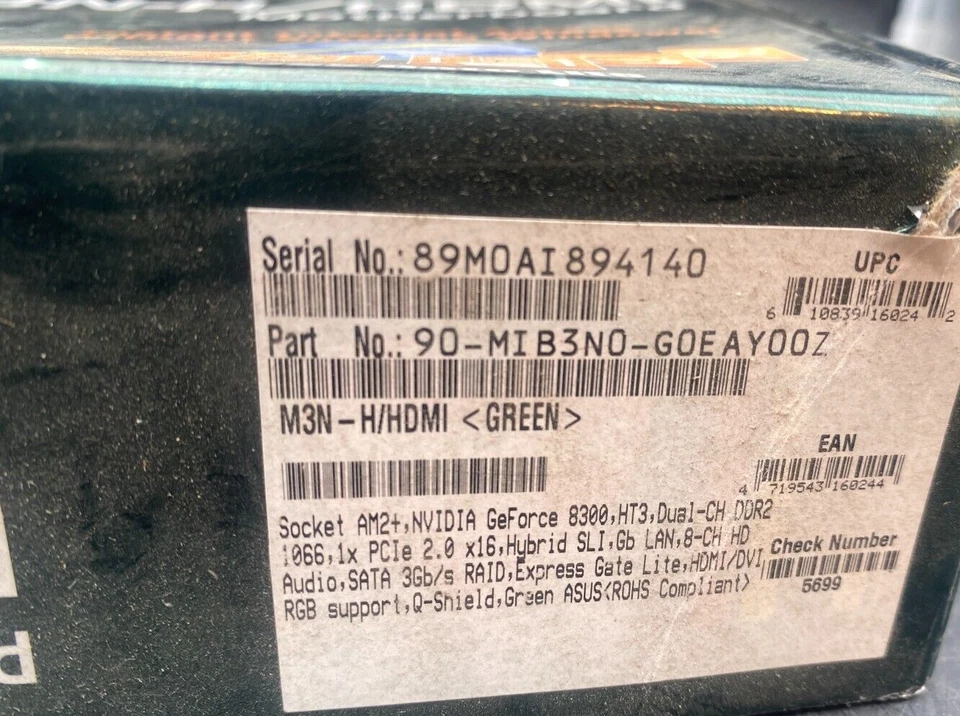 Serial No.: 89M0AI894140
UPC
6 10839 16024 2
Part No.: 90-MIB3N0-G0EAY00Z
M3N-H/HDMI <GREEN>
EAN
4 719543 160244
Socket AM2+,NVIDIA GeForce 8300,HT3,Dual-CH DDR2
1066,1x PCIe 2.0 x16,Hybrid SLI,Gb LAN,8-CH HD
Audio,SATA 3Gb/s RAID,Express Gate Lite,HDMI/DVI,
RGB support,Q-Shield,Green ASUS<ROHS Compliant>
Check Number
5699
P